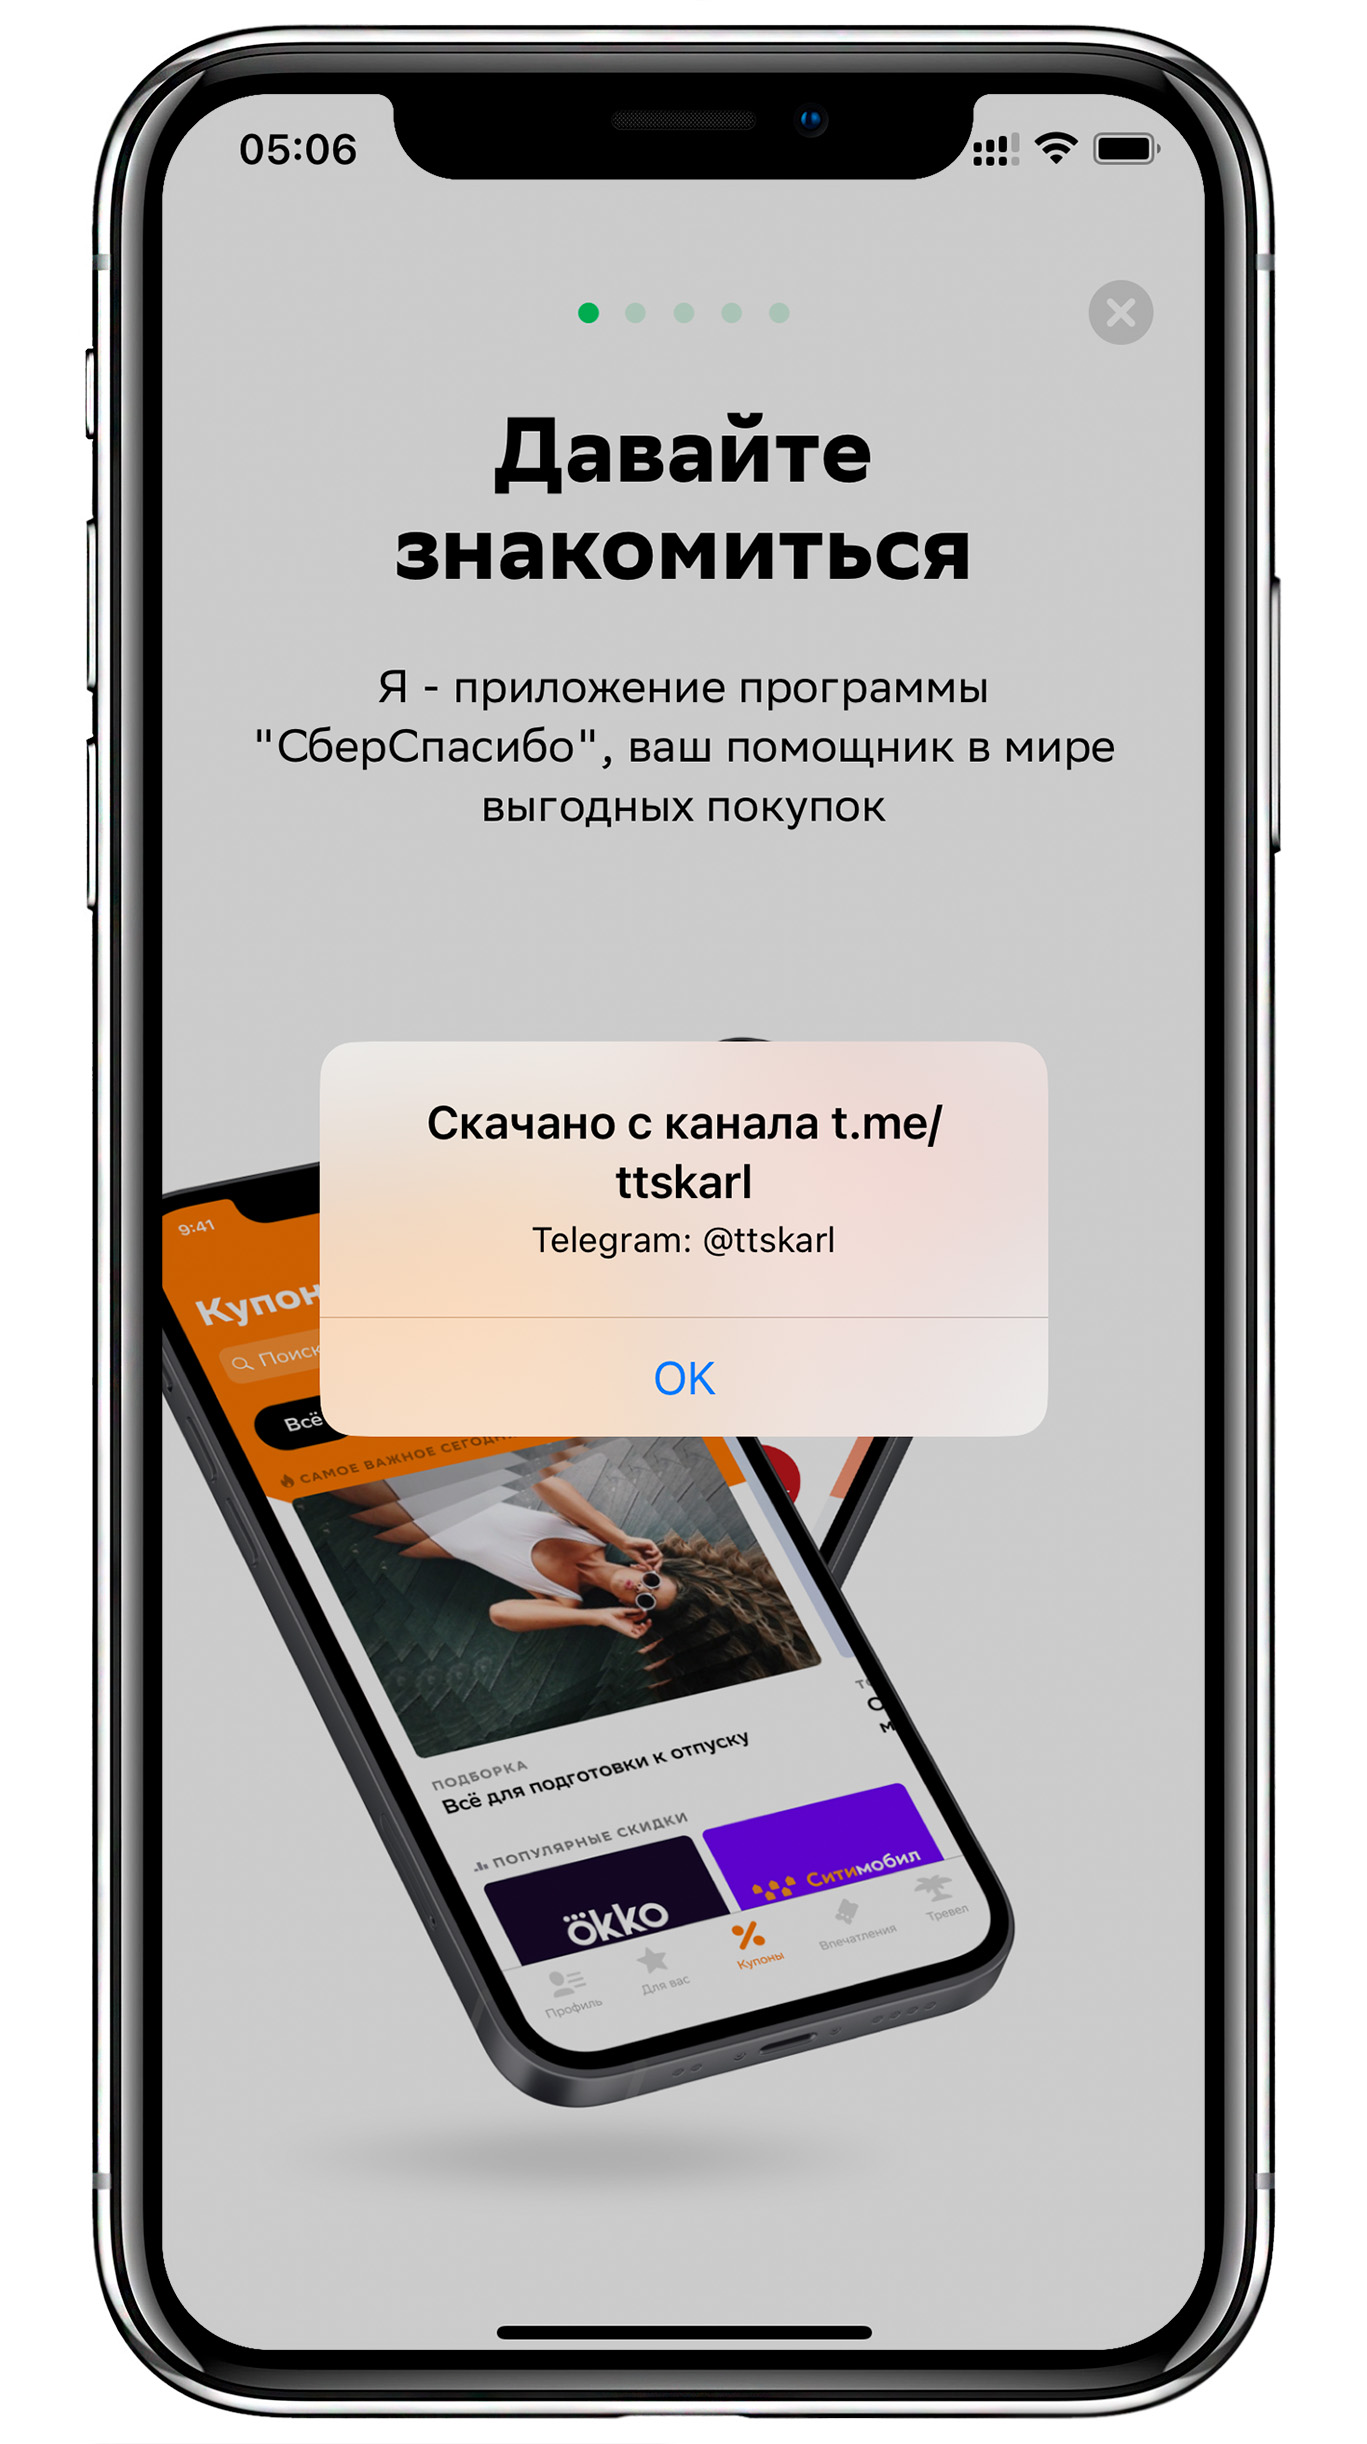 05:06
Давайте
знакомиться
Я - приложение программы
"СберСпасибо", ваш помощник в мире
выгодных покупок
Скачано с канала t.me/
ttskarl
Telegram: @ttskarl
OK
9:41
Купон
Поиск
Всё
САМОЕ ВАЖНОЕ СЕГОДН
ПОДБОРКА
Всё для подготовки к отпуску
ПОПУЛЯРНЫЕ СКИДКИ
okko
Ситимобил
Профиль
Для вас
Купоны
Впечатления
Тревел